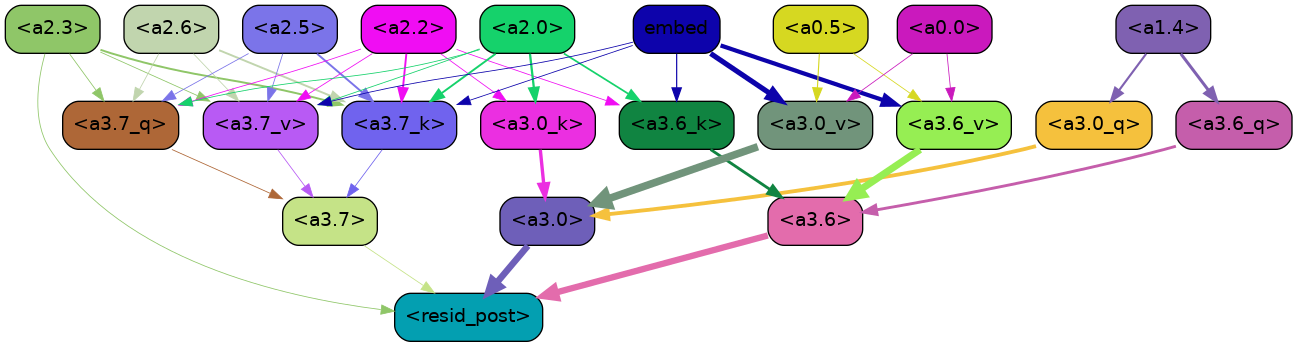 <a2.3> <a2.6> <a2.5> <a2.2> <a2.0> embed <a0.5> <a0.0> <a1.4>
<a3.7_q> <a3.7_v> <a3.7_k> <a3.0_k> <a3.6_k> <a3.0_v> <a3.6_v> <a3.0_q> <a3.6_q>
<a3.7> <a3.0> <a3.6>
<resid_post>